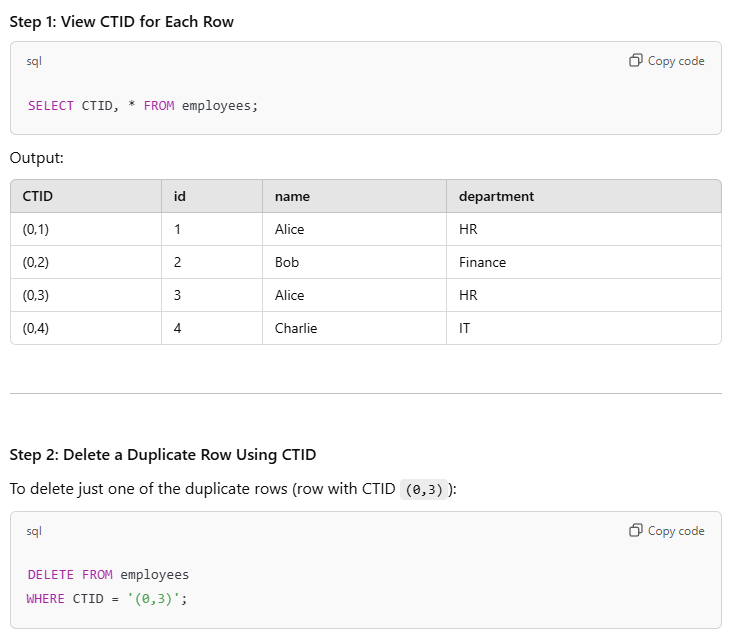 Step 1: View CTID for Each Row
sql
Copy code
SELECT CTID, * FROM employees;
Output:
CTID id name department
(0,1) 1 Alice HR
(0,2) 2 Bob Finance
(0,3) 3 Alice HR
(0,4) 4 Charlie IT
Step 2: Delete a Duplicate Row Using CTID
To delete just one of the duplicate rows (row with CTID (0,3) ):
sql
Copy code
DELETE FROM employees
WHERE CTID = '(0,3)';